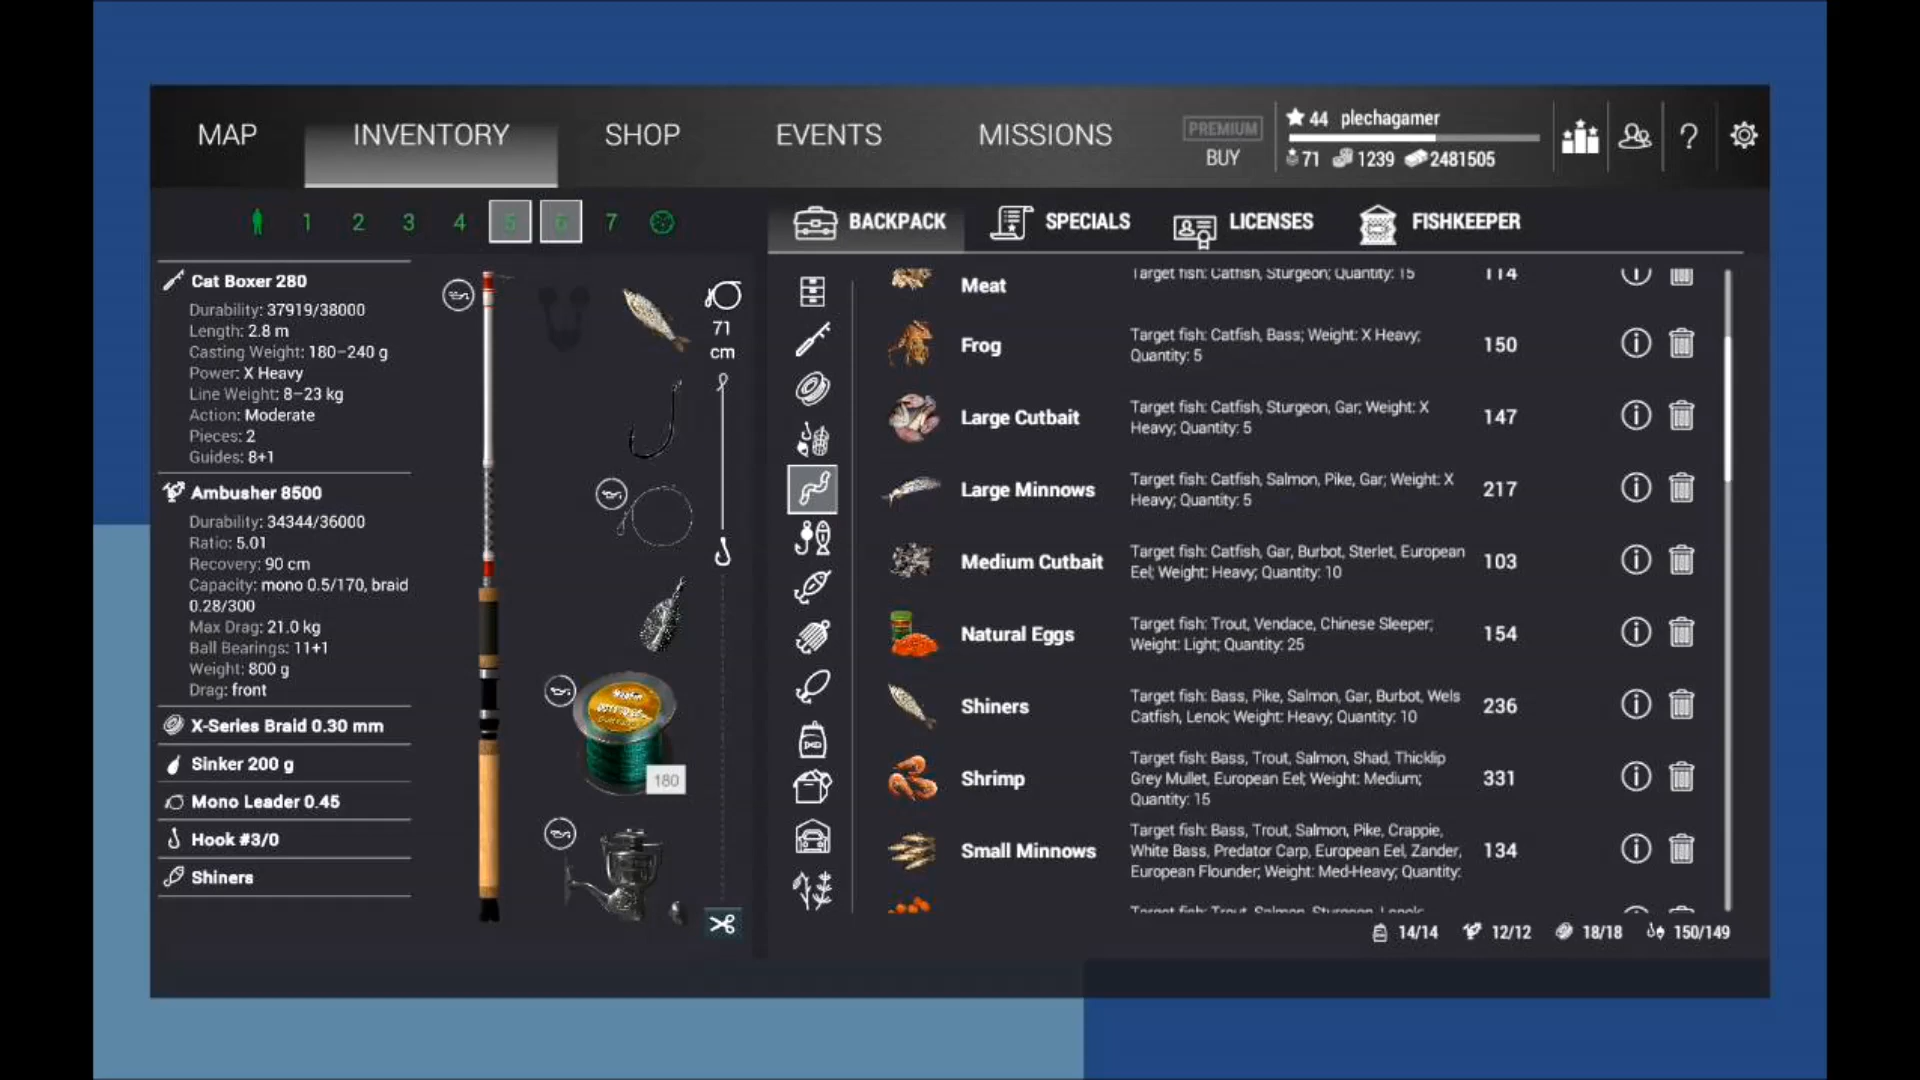 MAP
INVENTORY
SHOP
EVENTS
MISSIONS
PREMIUM
BUY
44 plechagamer
71 1239 2481505
1 2 3 4 5 6 7
BACKPACK
SPECIALS
LICENSES
FISHKEEPER
Cat Boxer 280
Durability: 37919/38000
Length: 2.8 m
Casting Weight: 180-240 g
Power: X Heavy
Line Weight: 8-23 kg
Action: Moderate
Pieces: 2
Guides: 8+1
Ambusher 8500
Durability: 34344/36000
Ratio: 5.01
Recovery: 90 cm
Capacity: mono 0.5/170, braid
0.28/300
Max Drag: 21.0 kg
Ball Bearings: 11+1
Weight: 800 g
Drag: front
X-Series Braid 0.30 mm
Sinker 200 g
Mono Leader 0.45
Hook #3/0
Shiners
71
cm
180
Meat
Target fish: Catfish, Sturgeon; Quantity: 15
114
Frog
Target fish: Catfish, Bass; Weight: X Heavy;
Quantity: 5
150
Large Cutbait
Target fish: Catfish, Sturgeon, Gar; Weight: X
Heavy; Quantity: 5
147
Large Minnows
Target fish: Catfish, Salmon, Pike, Gar; Weight: X
Heavy; Quantity: 5
217
Medium Cutbait
Target fish: Catfish, Gar, Burbot, Sterlet, European
Eel; Weight: Heavy; Quantity: 10
103
Natural Eggs
Target fish: Trout, Vendace, Chinese Sleeper;
Weight: Light; Quantity: 25
154
Shiners
Target fish: Bass, Pike, Salmon, Gar, Burbot, Wels
Catfish, Lenok; Weight: Heavy; Quantity: 10
236
Shrimp
Target fish: Bass, Trout, Salmon, Shad, Thicklip
Grey Mullet, European Eel; Weight: Medium;
Quantity: 15
331
Small Minnows
Target fish: Bass, Trout, Salmon, Pike, Crappie,
White Bass, Predator Carp, European Eel, Zander,
European Flounder; Weight: Med-Heavy; Quantity:
134
Target fish: Trout, Salmon, Sturgeon, Lenok;
14/14 12/12 18/18 150/149